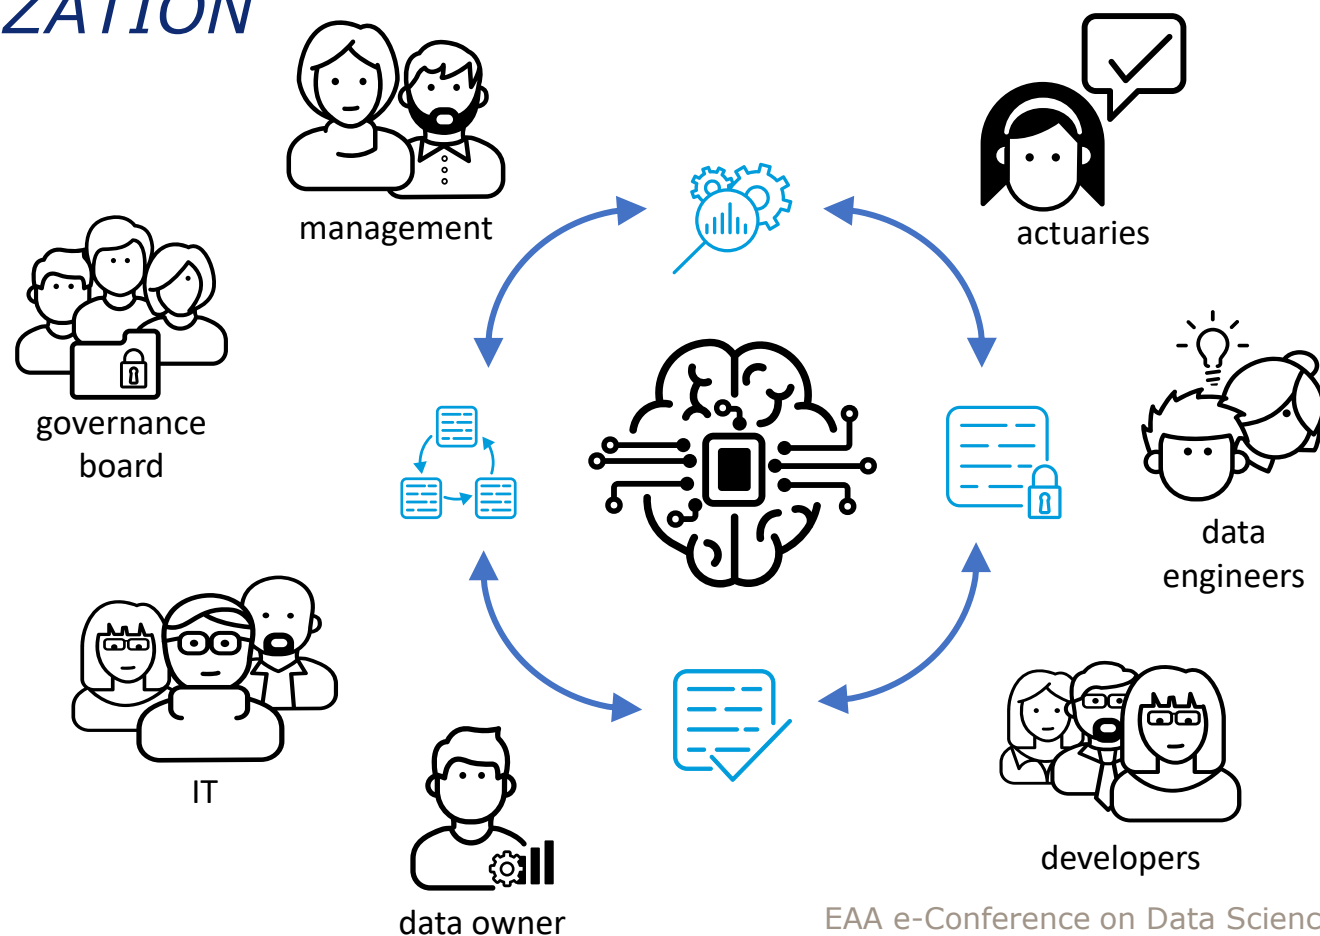 ZATION
management
actuaries
governance
board
data
engineers
IT
developers
data owner
EAA e-Conference on Data Scienc